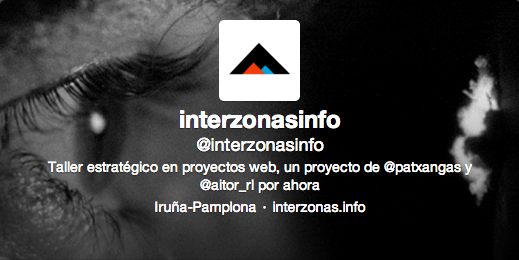 interzonasinfo
@interzonasinfo
Taller estratégico en proyectos web, un proyecto de @patxangas y
@aitor_rl por ahora
Iruña-Pamplona · interzonas.info